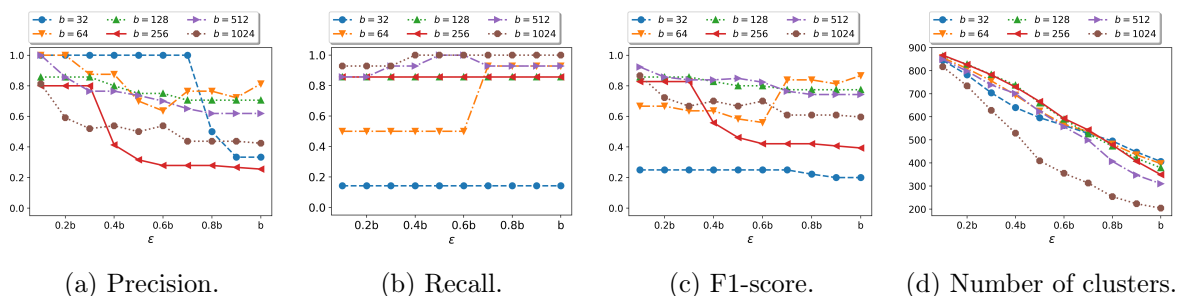 b = 32 b = 128 b = 512
b = 64 b = 256 b = 1024
1.0
0.8
0.6
0.4
0.2
0.0
0.2b 0.4b 0.6b 0.8b b
ε
(a) Precision.
b = 32 b = 128 b = 512
b = 64 b = 256 b = 1024
1.0
0.8
0.6
0.4
0.2
0.0
0.2b 0.4b 0.6b 0.8b b
ε
(b) Recall.
b = 32 b = 128 b = 512
b = 64 b = 256 b = 1024
1.0
0.8
0.6
0.4
0.2
0.0
0.2b 0.4b 0.6b 0.8b b
ε
(c) F1-score.
b = 32 b = 128 b = 512
b = 64 b = 256 b = 1024
900
800
700
600
500
400
300
200
0.2b 0.4b 0.6b 0.8b b
ε
(d) Number of clusters.